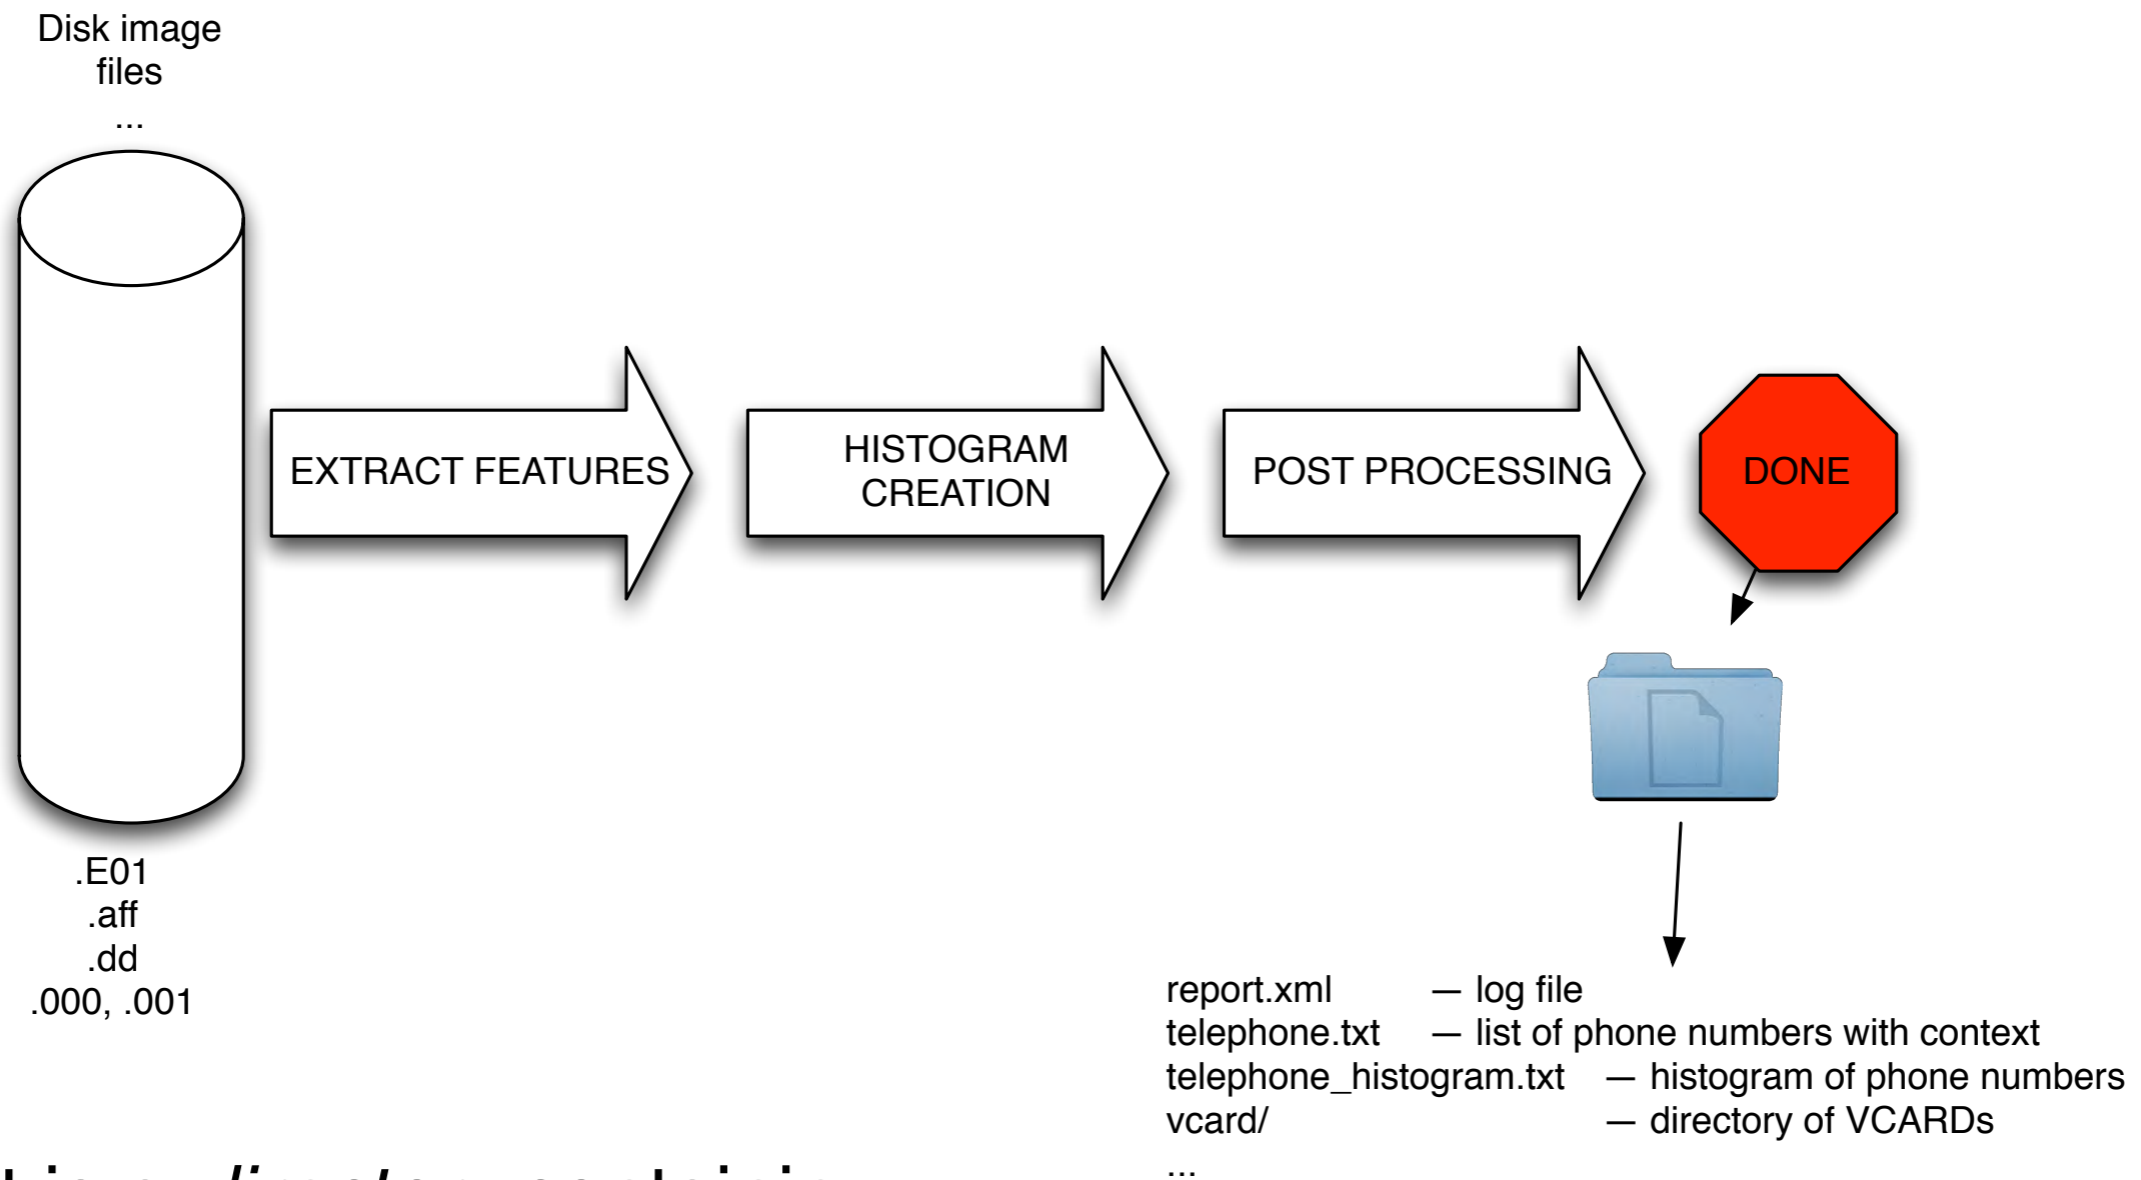 Disk image
files
...
EXTRACT FEATURES
HISTOGRAM
CREATION
POST PROCESSING
DONE
.E01
.aff
.dd
.000, .001
report.xml — log file
telephone.txt — list of phone numbers with context
telephone_histogram.txt — histogram of phone numbers
vcard/ — directory of VCARDs
...